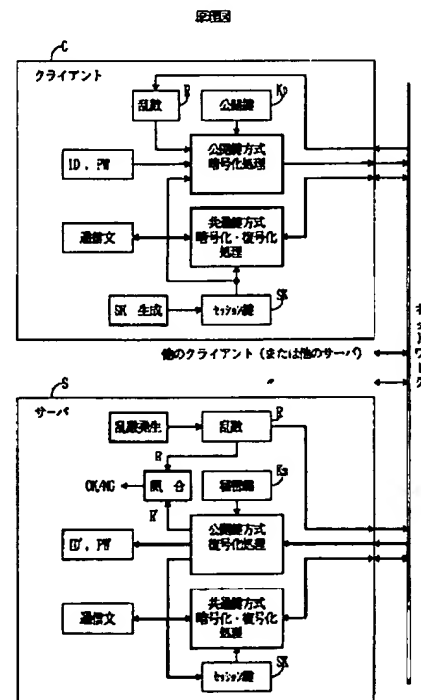 原理図
C
クライアント
R
Kp
乱数
公開鍵
公開鍵方式
暗号化処理
ID, PW
共通鍵方式
暗号化・復号化
処理
通信文
SK
SK 生成
セッション鍵
他のクライアント（または他のサーバ）
ネットワーク
S
サーバ
R
乱数発生
乱数
R
Ks
OK/NG
照合
秘密鍵
R'
公開鍵方式
復号化処理
共通鍵方式
暗号化・復号化
処理
通信文
SK
セッション鍵